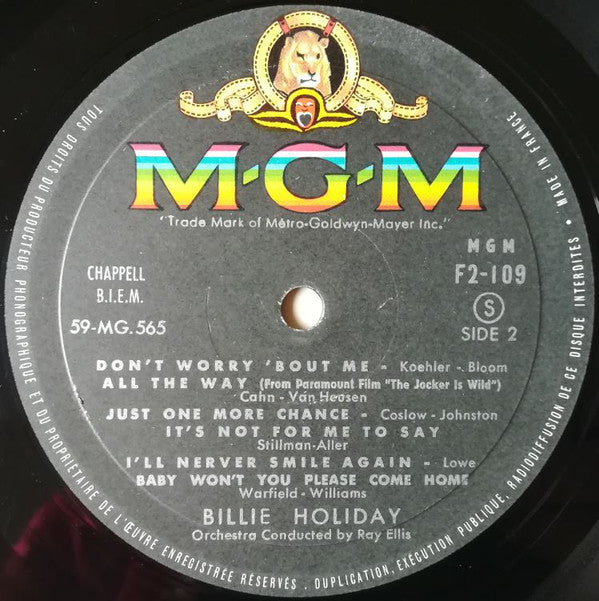 M-G-M
"Trade Mark of Métro-Goldwyn-Mayer Inc."
CHAPPELL
B.I.E.M.
59-MG.565
MGM
F2-109
S
SIDE 2
DON'T WORRY 'BOUT ME - Koehler - Bloom
ALL THE WAY (From Paramount Film "The Jocker Is Wild")
Cahn - Van Heosen
JUST ONE MORE CHANCE - Coslow - Johnston
IT'S NOT FOR ME TO SAY
Stillman-Aller
I'LL NERVER SMILE AGAIN - Lowe
BABY WON'T YOU PLEASE COME HOME
Warfield - Williams
BILLIE HOLIDAY
Orchestra Conducted by Ray Ellis
TOUS DROITS DU PRODUCTEUR PHONOGRAPHIQUE ET DU PROPRIETAIRE DE L'ŒUVRE ENREGISTRÉE RÉSERVÉS . DUPLICATION, EXÉCUTION PUBLIQUE, RADIODIFFUSION DE CE DISQUE INTERDITES • MADE IN FRANCE